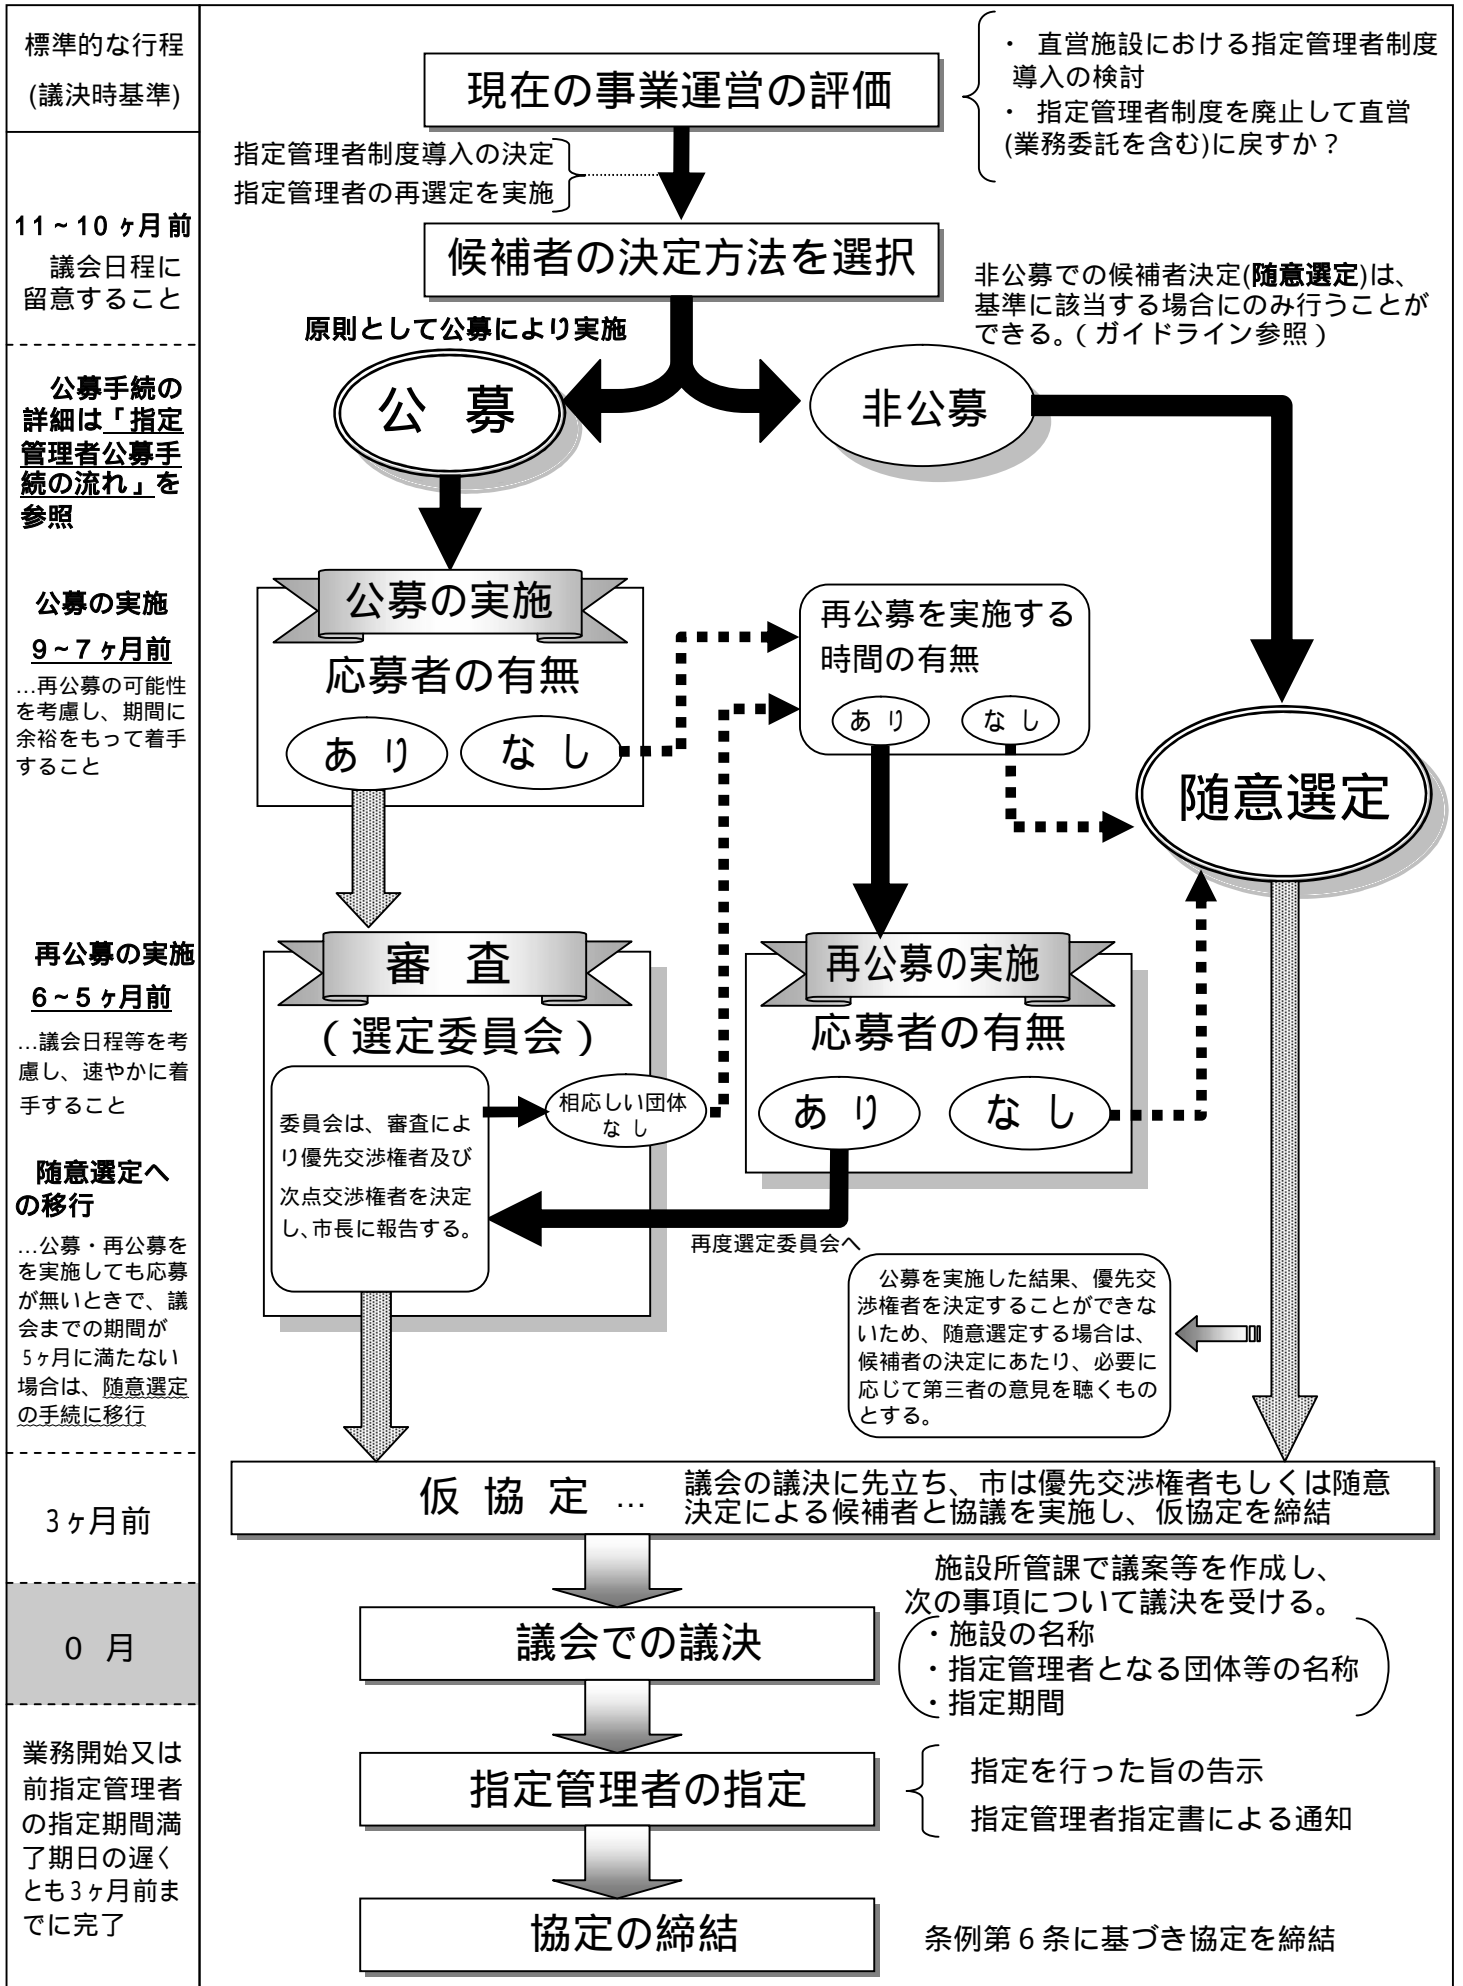 標準的な行程
(議決時基準)
11~10ヶ月前
議会日程に
留意すること
公募手続の
詳細は「指定
管理者公募手
続の流れ」を
参照
公募の実施
9~7ヶ月前
…再公募の可能性
を考慮し、期間に
余裕をもって着手
すること
再公募の実施
6~5ヶ月前
…議会日程等を考
慮し、速やかに着
手すること
随意選定へ
の移行
…公募・再公募を
を実施しても応募
が無いときで、議
会までの期間が
5ヶ月に満たない
場合は、随意選定
の手続に移行
3ヶ月前
0 月
業務開始又は
前指定管理者
の指定期間満
了期日の遅く
とも3ヶ月前ま
でに完了
現在の事業運営の評価
・ 直営施設における指定管理者制度
導入の検討
・ 指定管理者制度を廃止して直営
(業務委託を含む)に戻すか?
指定管理者制度導入の決定
指定管理者の再選定を実施
候補者の決定方法を選択
非公募での候補者決定(随意選定)は、
基準に該当する場合にのみ行うことが
できる。(ガイドライン参照)
原則として公募により実施
公 募
非公募
公募の実施
応募者の有無
あ り
な し
再公募を実施する
時間の有無
あ り
な し
随意選定
審 査
(選定委員会)
委員会は、審査によ
り優先交渉権者及び
次点交渉権者を決定
し、市長に報告する。
相応しい団体
な し
再公募の実施
応募者の有無
あ り
な し
再度選定委員会へ
公募を実施した結果、優先交
渉権者を決定することができな
いため、随意選定する場合は、
候補者の決定にあたり、必要に
応じて第三者の意見を聴くもの
とする。
仮 協 定 … 議会の議決に先立ち、市は優先交渉権者もしくは随意
決定による候補者と協議を実施し、仮協定を締結
施設所管課で議案等を作成し、
次の事項について議決を受ける。
・施設の名称
・指定管理者となる団体等の名称
・指定期間
議会での議決
指定管理者の指定
指定を行った旨の告示
指定管理者指定書による通知
協定の締結
条例第6条に基づき協定を締結